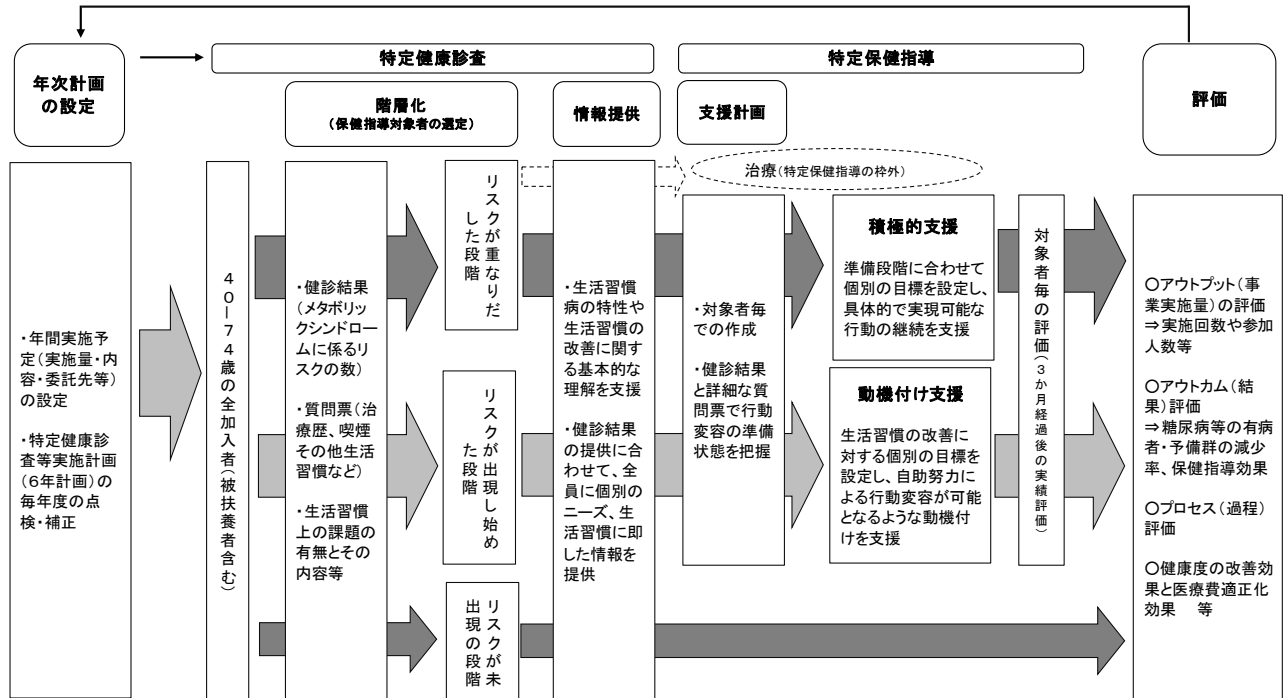 年次計画
の設定
特定健康診査
特定保健指導
評価
階層化
(保健指導対象者の選定)
情報提供
支援計画
・年間実施予
定(実施量・内
容・委託先等)
の設定
・特定健康診
査等実施計画
(6年計画)の
毎年度の点
検・補正
40―74歳の全加入者(被扶養者含む)
・健診結果
(メタボリッ
クシンドロー
ムに係るリ
スクの数)
・質問票(治
療歴、喫煙
その他生活
習慣など)
・生活習慣
上の課題の
有無とその
内容等
リスクが重なりだ
した段階
リスクが出現し始め
た段階
リスクが未
出現の段階
・生活習慣
病の特性や
生活習慣の
改善に関す
る基本的な
理解を支援
・健診結果
の提供に合
わせて、全
員に個別の
ニーズ、生
活習慣に即
した情報を
提供
治療(特定保健指導の枠外)
・対象者毎
での作成
・健診結果
と詳細な質
問票で行動
変容の準備
状態を把握
積極的支援
準備段階に合わせて
個別の目標を設定し、
具体的で実現可能な
行動の継続を支援
動機付け支援
生活習慣の改善に
対する個別の目標を
設定し、自助努力に
よる行動変容が可能
となるような動機付
けを支援
対象者毎の評価(3か月経過後の実績評価)
○アウトプット(事
業実施量)の評価
⇒実施回数や参加
人数等
○アウトカム(結
果)評価
⇒糖尿病等の有病
者・予備群の減少
率、保健指導効果
○プロセス(過程)
評価
○健康度の改善効
果と医療費適正化
効果 等